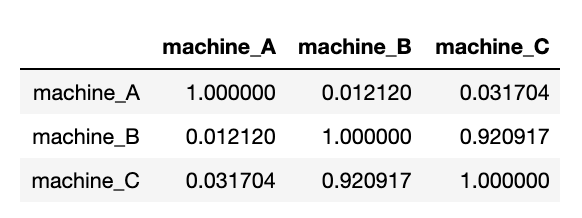 machine_A machine_B machine_C
machine_A 1.000000 0.012120 0.031704
machine_B 0.012120 1.000000 0.920917
machine_C 0.031704 0.920917 1.000000